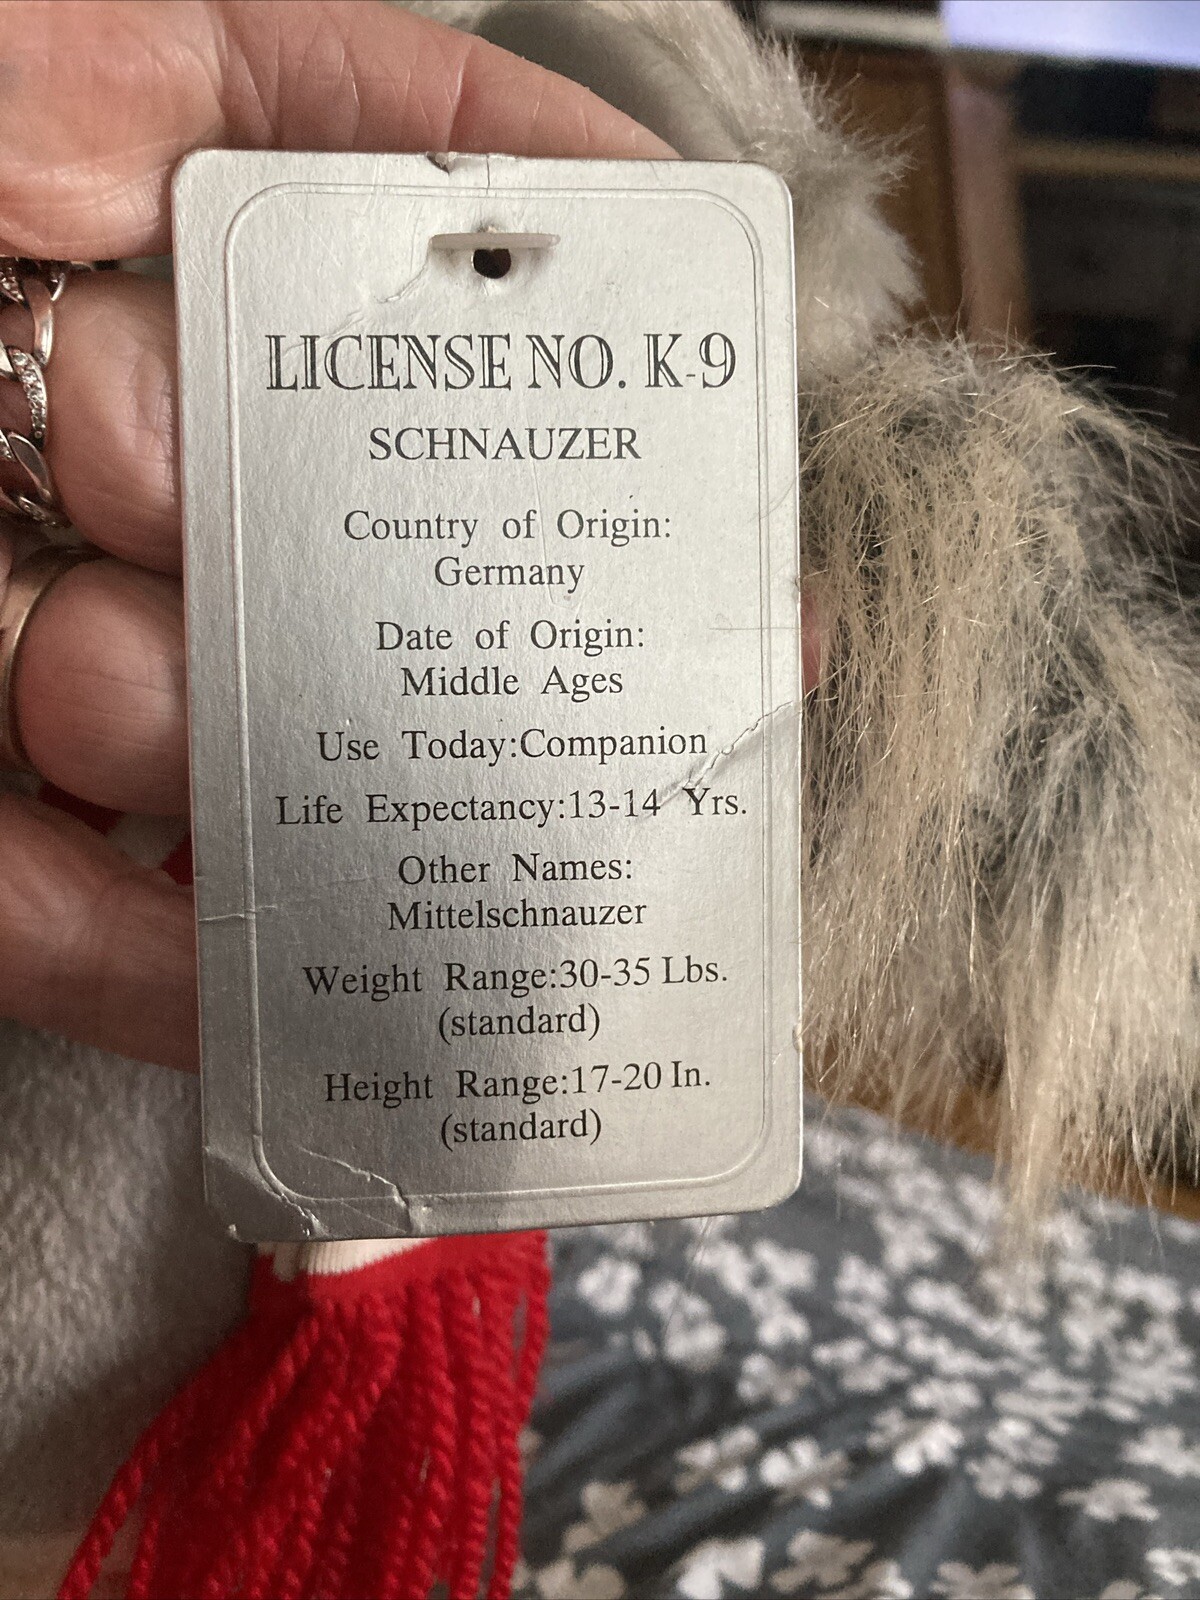 LICENSE NO. K-9
SCHNAUZER
Country of Origin:
Germany
Date of Origin:
Middle Ages
Use Today:Companion
Life Expectancy:13-14 Yrs.
Other Names:
Mittelschnauzer
Weight Range:30-35 Lbs.
(standard)
Height Range:17-20 In.
(standard)